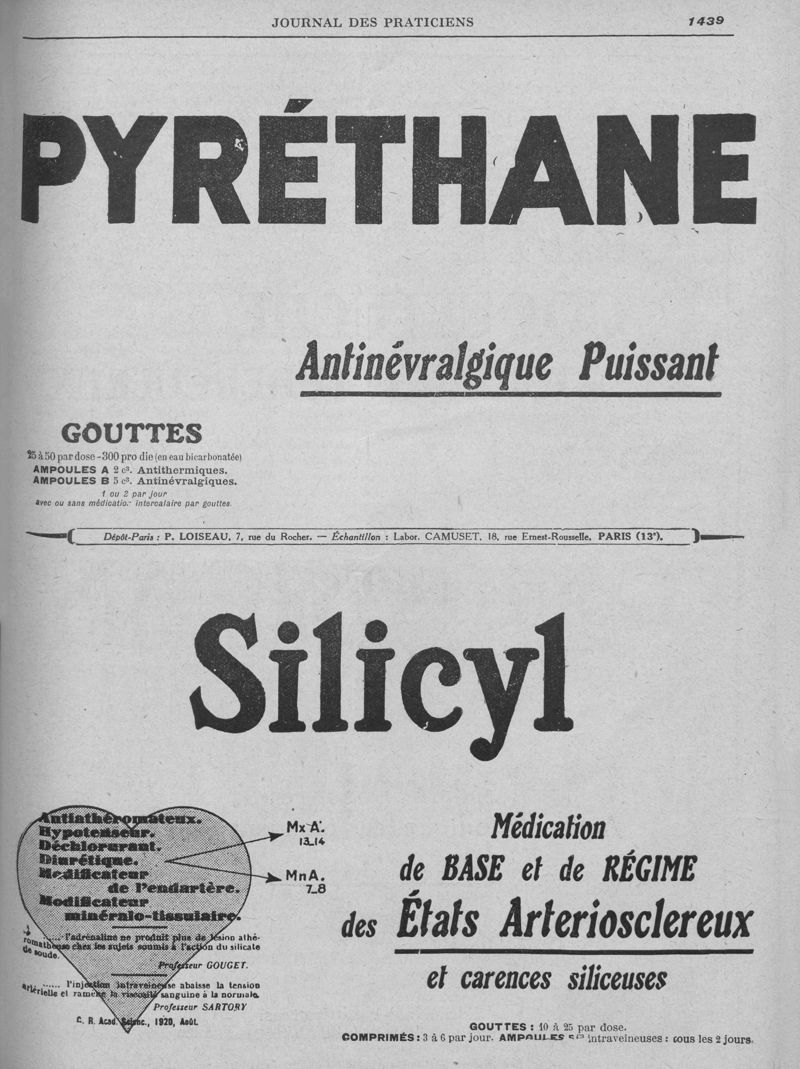 JOURNAL DES PRATICIENS 1439
PYRÉTHANE
Antinévralgique Puissant
GOUTTES
25 à 50 par dose - 300 pro die (en eau bicarbonatée)
AMPOULES A 2 c³. Antithermiques.
AMPOULES B 5 c³. Antinévralgiques.
1 ou 2 par jour
avec ou sans médication intercalaire par gouttes.
Dépôt-Paris : P. LOISEAU, 7, rue du Rocher. — Échantillon : Labor. CAMUSET, 18, rue Ernest-Rousselle, PARIS (13ᵉ).
Silicyl
Antiathéromateux.
Hypotenseur.
Déchlorurant.
Diurétique.
Modificateur
de l'endartère.
Modificateur
minéralo-tissulaire.
Mx A.
13_14
MnA.
7_8
..... l'adrénaline ne produit plus de lésion athé-
romatheuse chez les sujets soumis à l'action du silicate
de soude.
Professeur GOUGET.
...... l'injection intraveineuse abaisse la tension
artérielle et ramène la viscosité sanguine à la normale.
Professeur SARTORY
C. R. Acad. Scienc., 1920, Août.
Médication
de BASE et de RÉGIME
des États Arteriosclereux
et carences siliceuses
GOUTTES : 10 à 25 par dose.
COMPRIMÉS : 3 à 6 par jour. AMPOULES intraveineuses : tous les 2 jours.